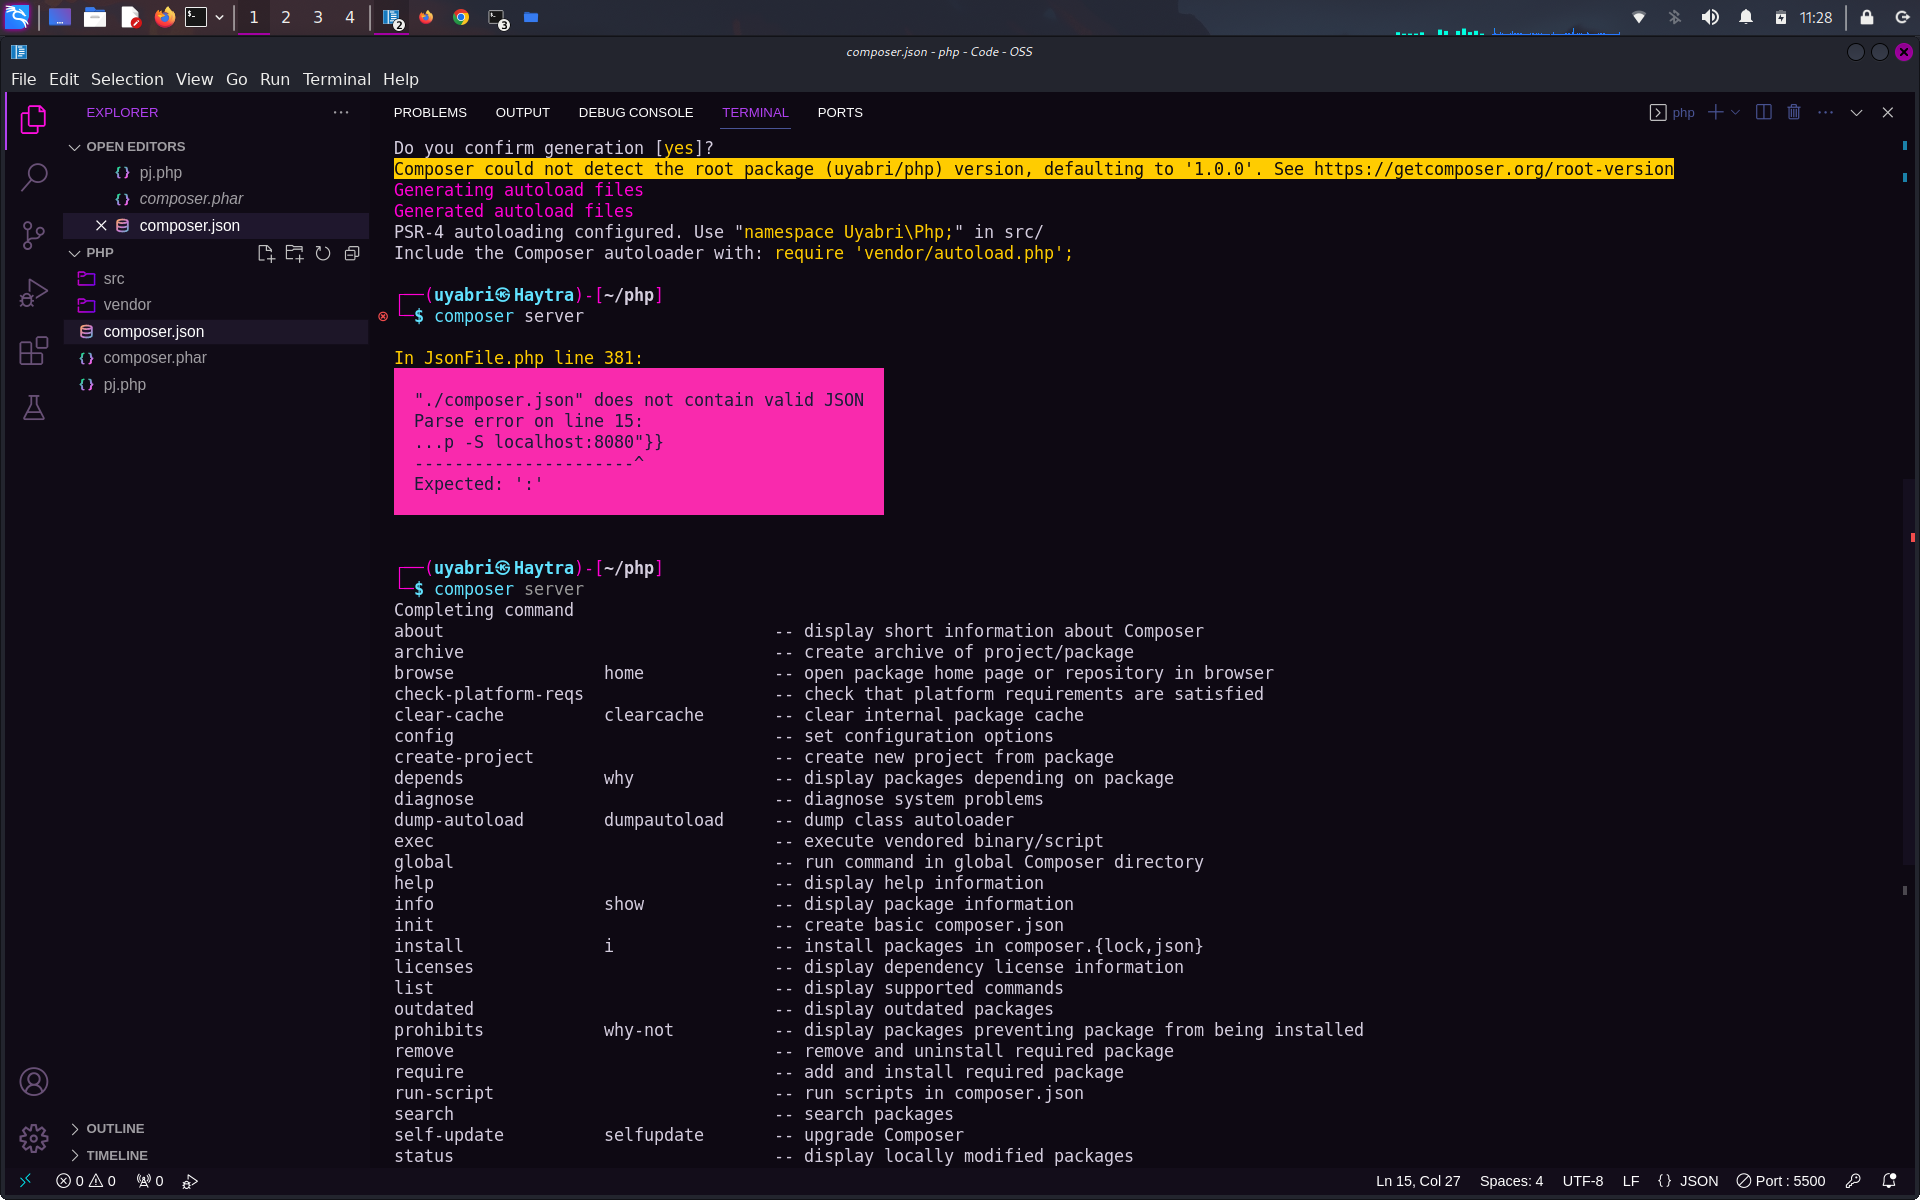 1 2 3 4 2 3 11:28
composer.json - php - Code - OSS
File Edit Selection View Go Run Terminal Help
EXPLORER
OPEN EDITORS
pj.php
composer.phar
composer.json
PHP
src
vendor
composer.json
composer.phar
pj.php
OUTLINE
TIMELINE
PROBLEMS OUTPUT DEBUG CONSOLE TERMINAL PORTS php
Do you confirm generation [yes]?
Composer could not detect the root package (uyabri/php) version, defaulting to '1.0.0'. See https://getcomposer.org/root-version
Generating autoload files
Generated autoload files
PSR-4 autoloading configured. Use "namespace Uyabri\Php;" in src/
Include the Composer autoloader with: require 'vendor/autoload.php';
┌──(uyabri㉿Haytra)-[~/php]
└─$ composer server
In JsonFile.php line 381:
"./composer.json" does not contain valid JSON
Parse error on line 15:
...p -S localhost:8080"}}
----------------------^
Expected: ':'
┌──(uyabri㉿Haytra)-[~/php]
└─$ composer server
Completing command
about -- display short information about Composer
archive -- create archive of project/package
browse home -- open package home page or repository in browser
check-platform-reqs -- check that platform requirements are satisfied
clear-cache clearcache -- clear internal package cache
config -- set configuration options
create-project -- create new project from package
depends why -- display packages depending on package
diagnose -- diagnose system problems
dump-autoload dumpautoload -- dump class autoloader
exec -- execute vendored binary/script
global -- run command in global Composer directory
help -- display help information
info show -- display package information
init -- create basic composer.json
install i -- install packages in composer.{lock,json}
licenses -- display dependency license information
list -- display supported commands
outdated -- display outdated packages
prohibits why-not -- display packages preventing package from being installed
remove -- remove and uninstall required package
require -- add and install required package
run-script -- run scripts in composer.json
search -- search packages
self-update selfupdate -- upgrade Composer
status -- display locally modified packages
0 0 0 Ln 15, Col 27 Spaces: 4 UTF-8 LF {} JSON Port : 5500